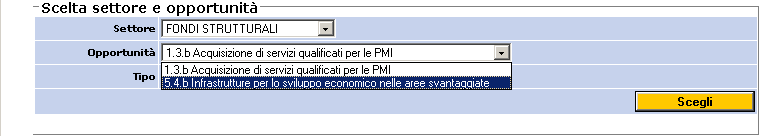 Scelta settore e opportunità
Settore FONDI STRUTTURALI
Opportunità 1.3.b Acquisizione di servizi qualificati per le PMI
1.3.b Acquisizione di servizi qualificati per le PMI
Tipo 5.4.b Infrastrutture per lo sviluppo economico nelle aree svantaggiate
Scegli